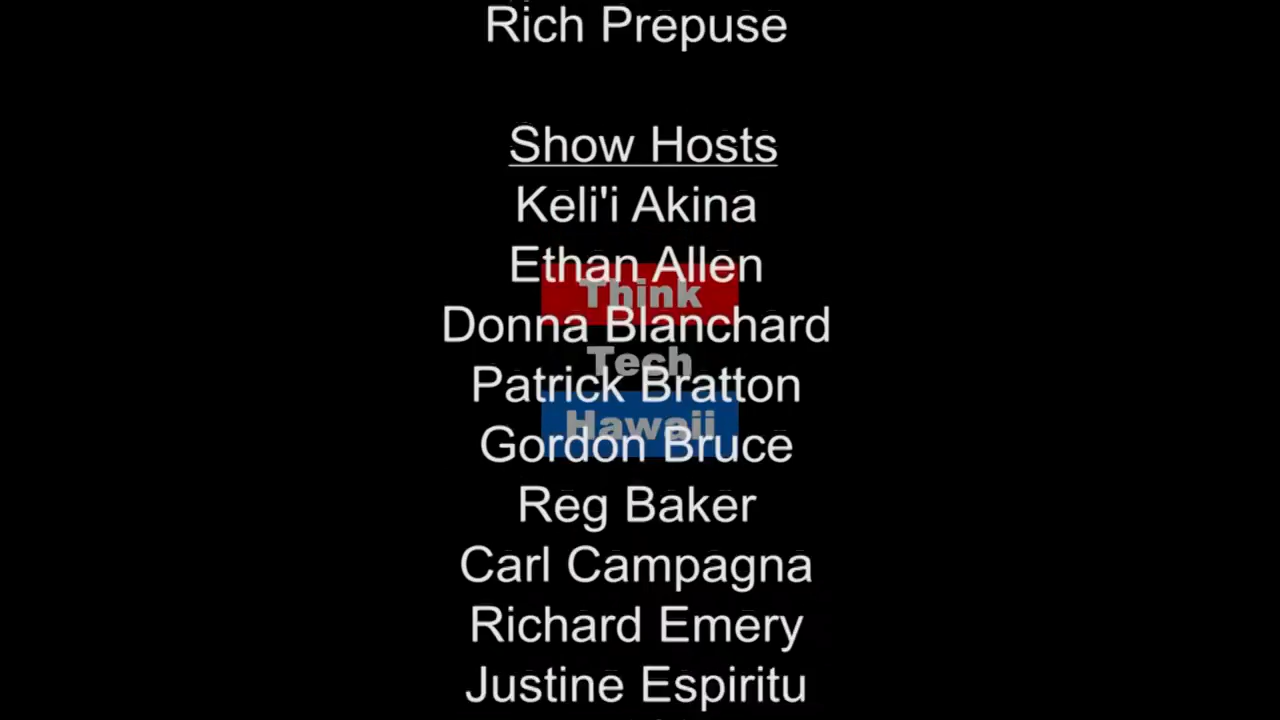 Rich Prepuse
Show Hosts
Keli'i Akina
Ethan Allen
Think
Donna Blanchard
Tech
Patrick Bratton
Hawaii
Gordon Bruce
Reg Baker
Carl Campagna
Richard Emery
Justine Espiritu